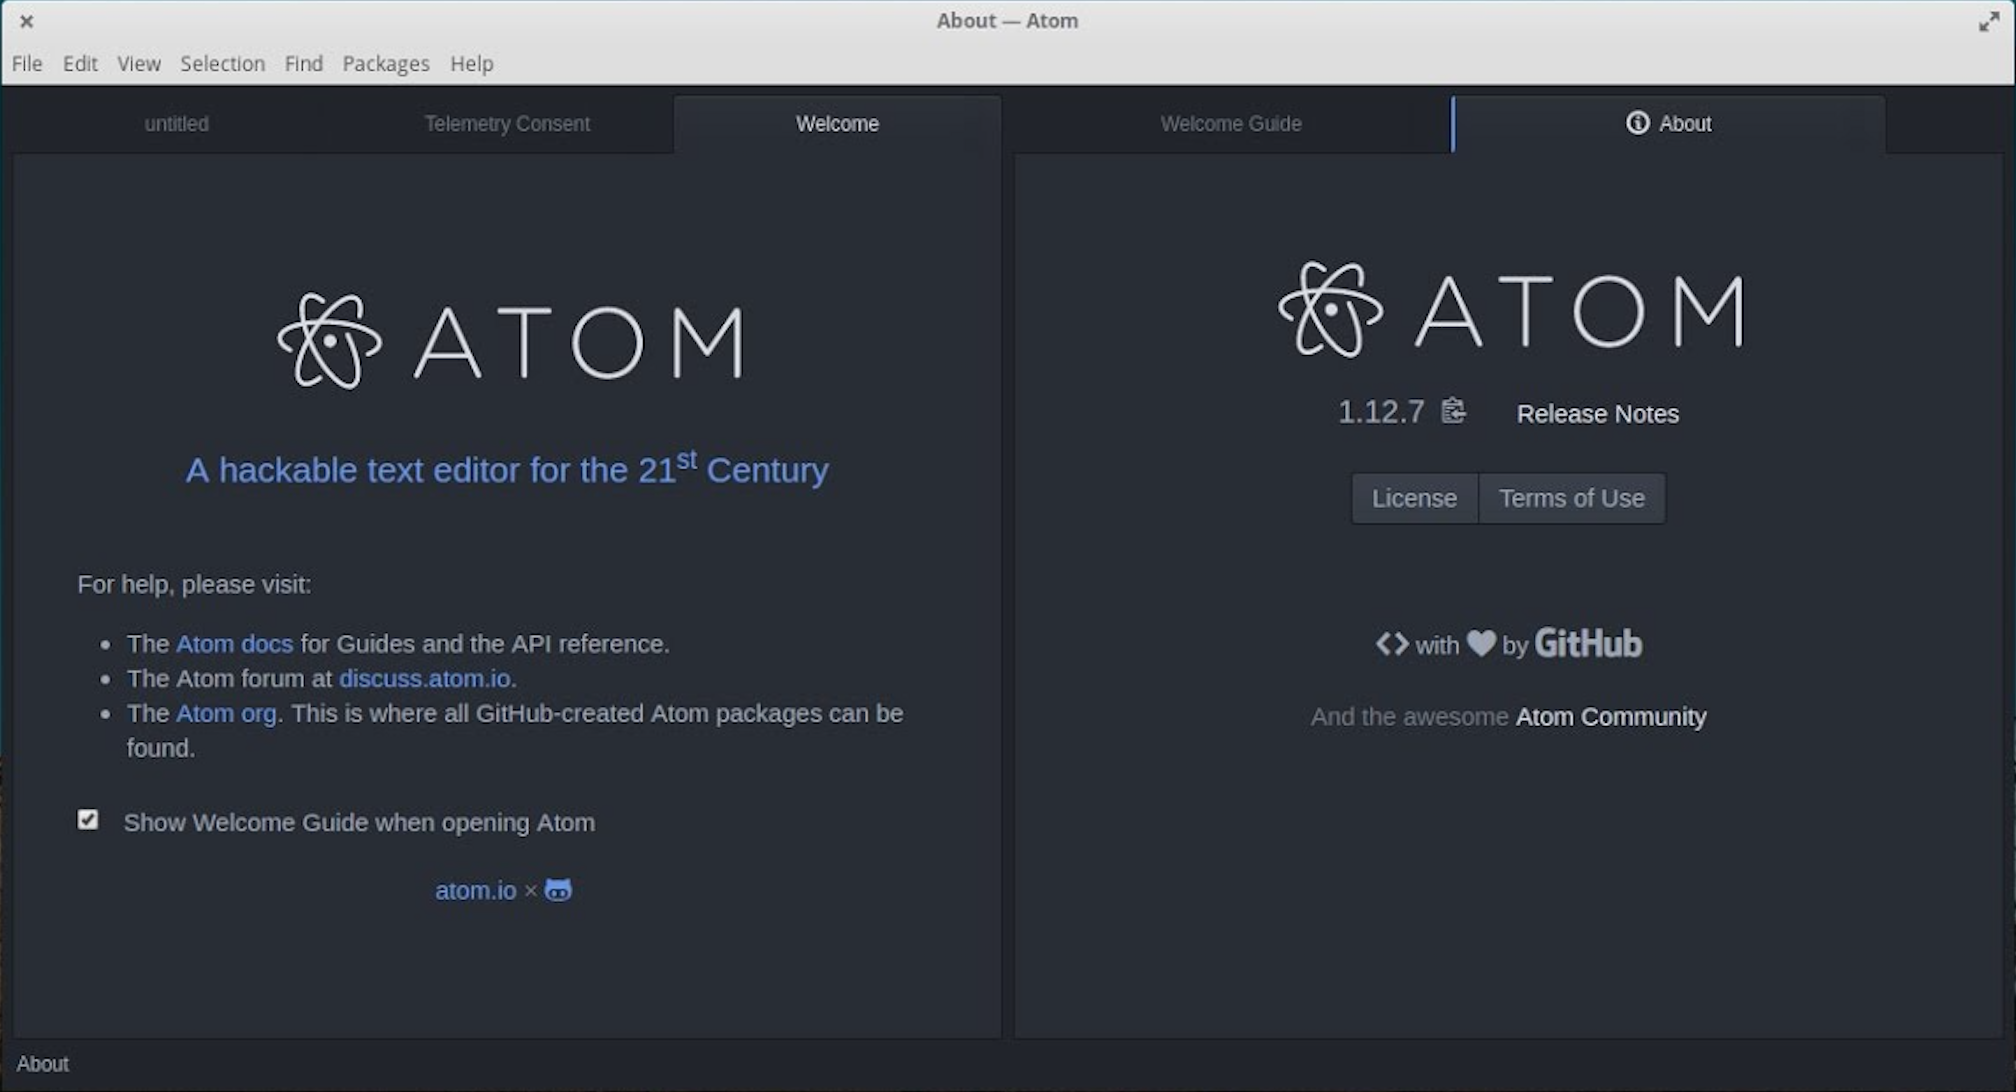 About — Atom
File Edit View Selection Find Packages Help
untitled Telemetry Consent Welcome Welcome Guide About
ATOM
A hackable text editor for the 21st Century
For help, please visit:
• The Atom docs for Guides and the API reference.
• The Atom forum at discuss.atom.io.
• The Atom org. This is where all GitHub-created Atom packages can be
found.
Show Welcome Guide when opening Atom
atom.io ×
ATOM
1.12.7 Release Notes
License Terms of Use
<> with ♥ by GitHub
And the awesome Atom Community
About